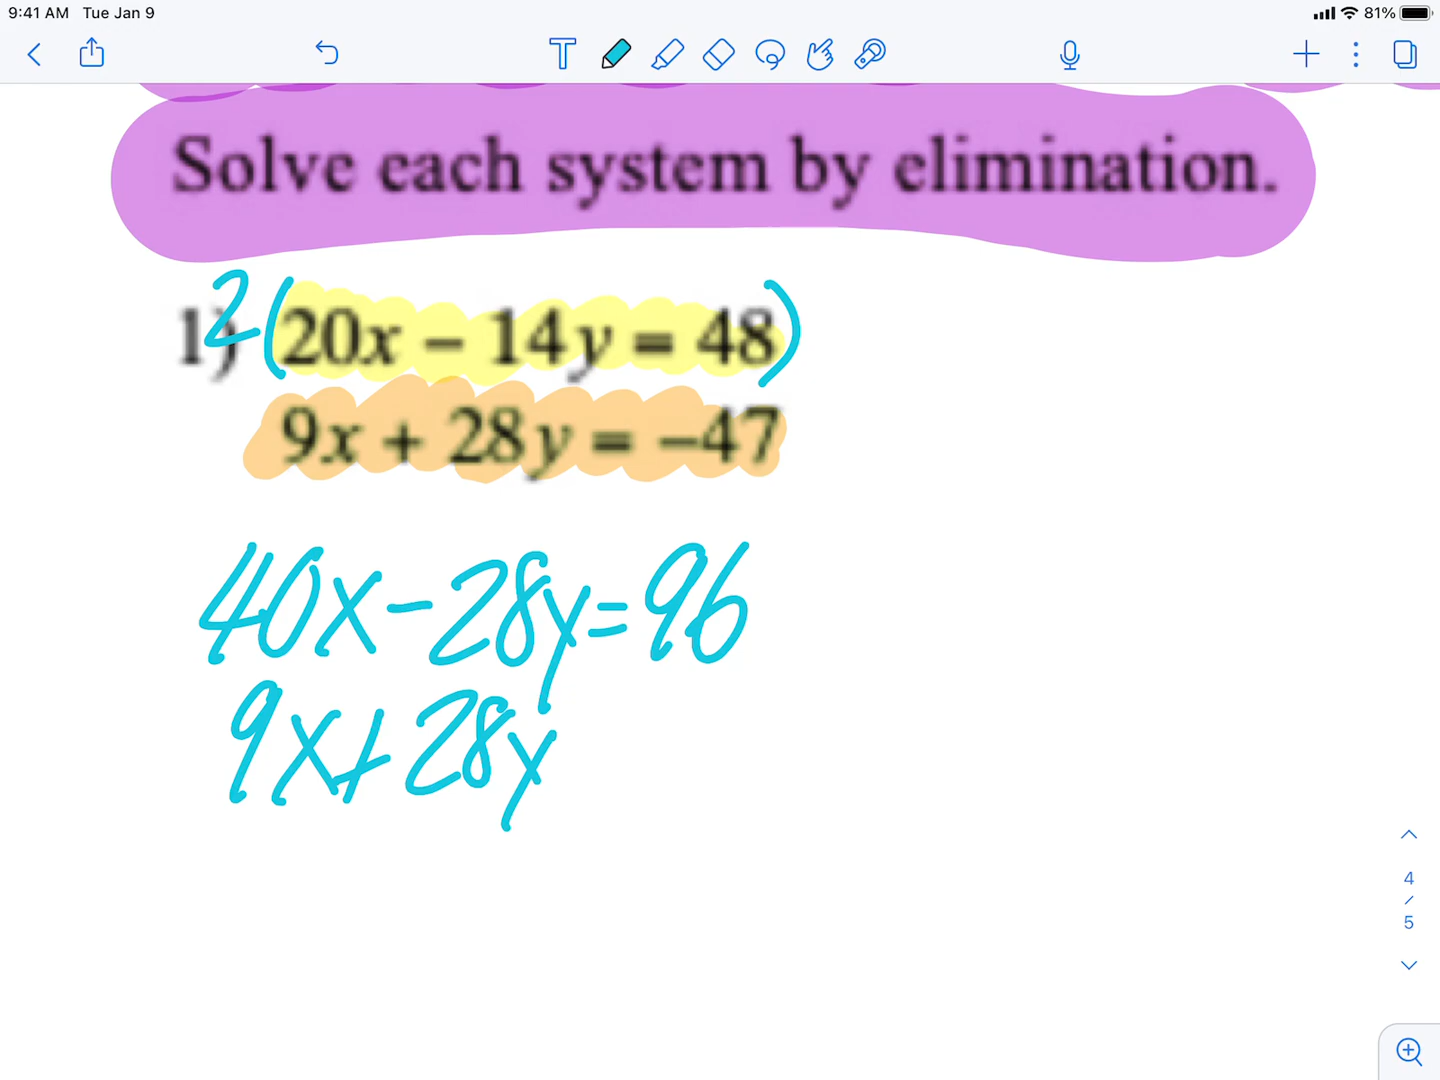 9:41 AM Tue Jan 9
81%
Solve each system by elimination.
1) 2(20x − 14y = 48)
9x + 28y = −47
40x-28y=96
9x+28y
4
/
5